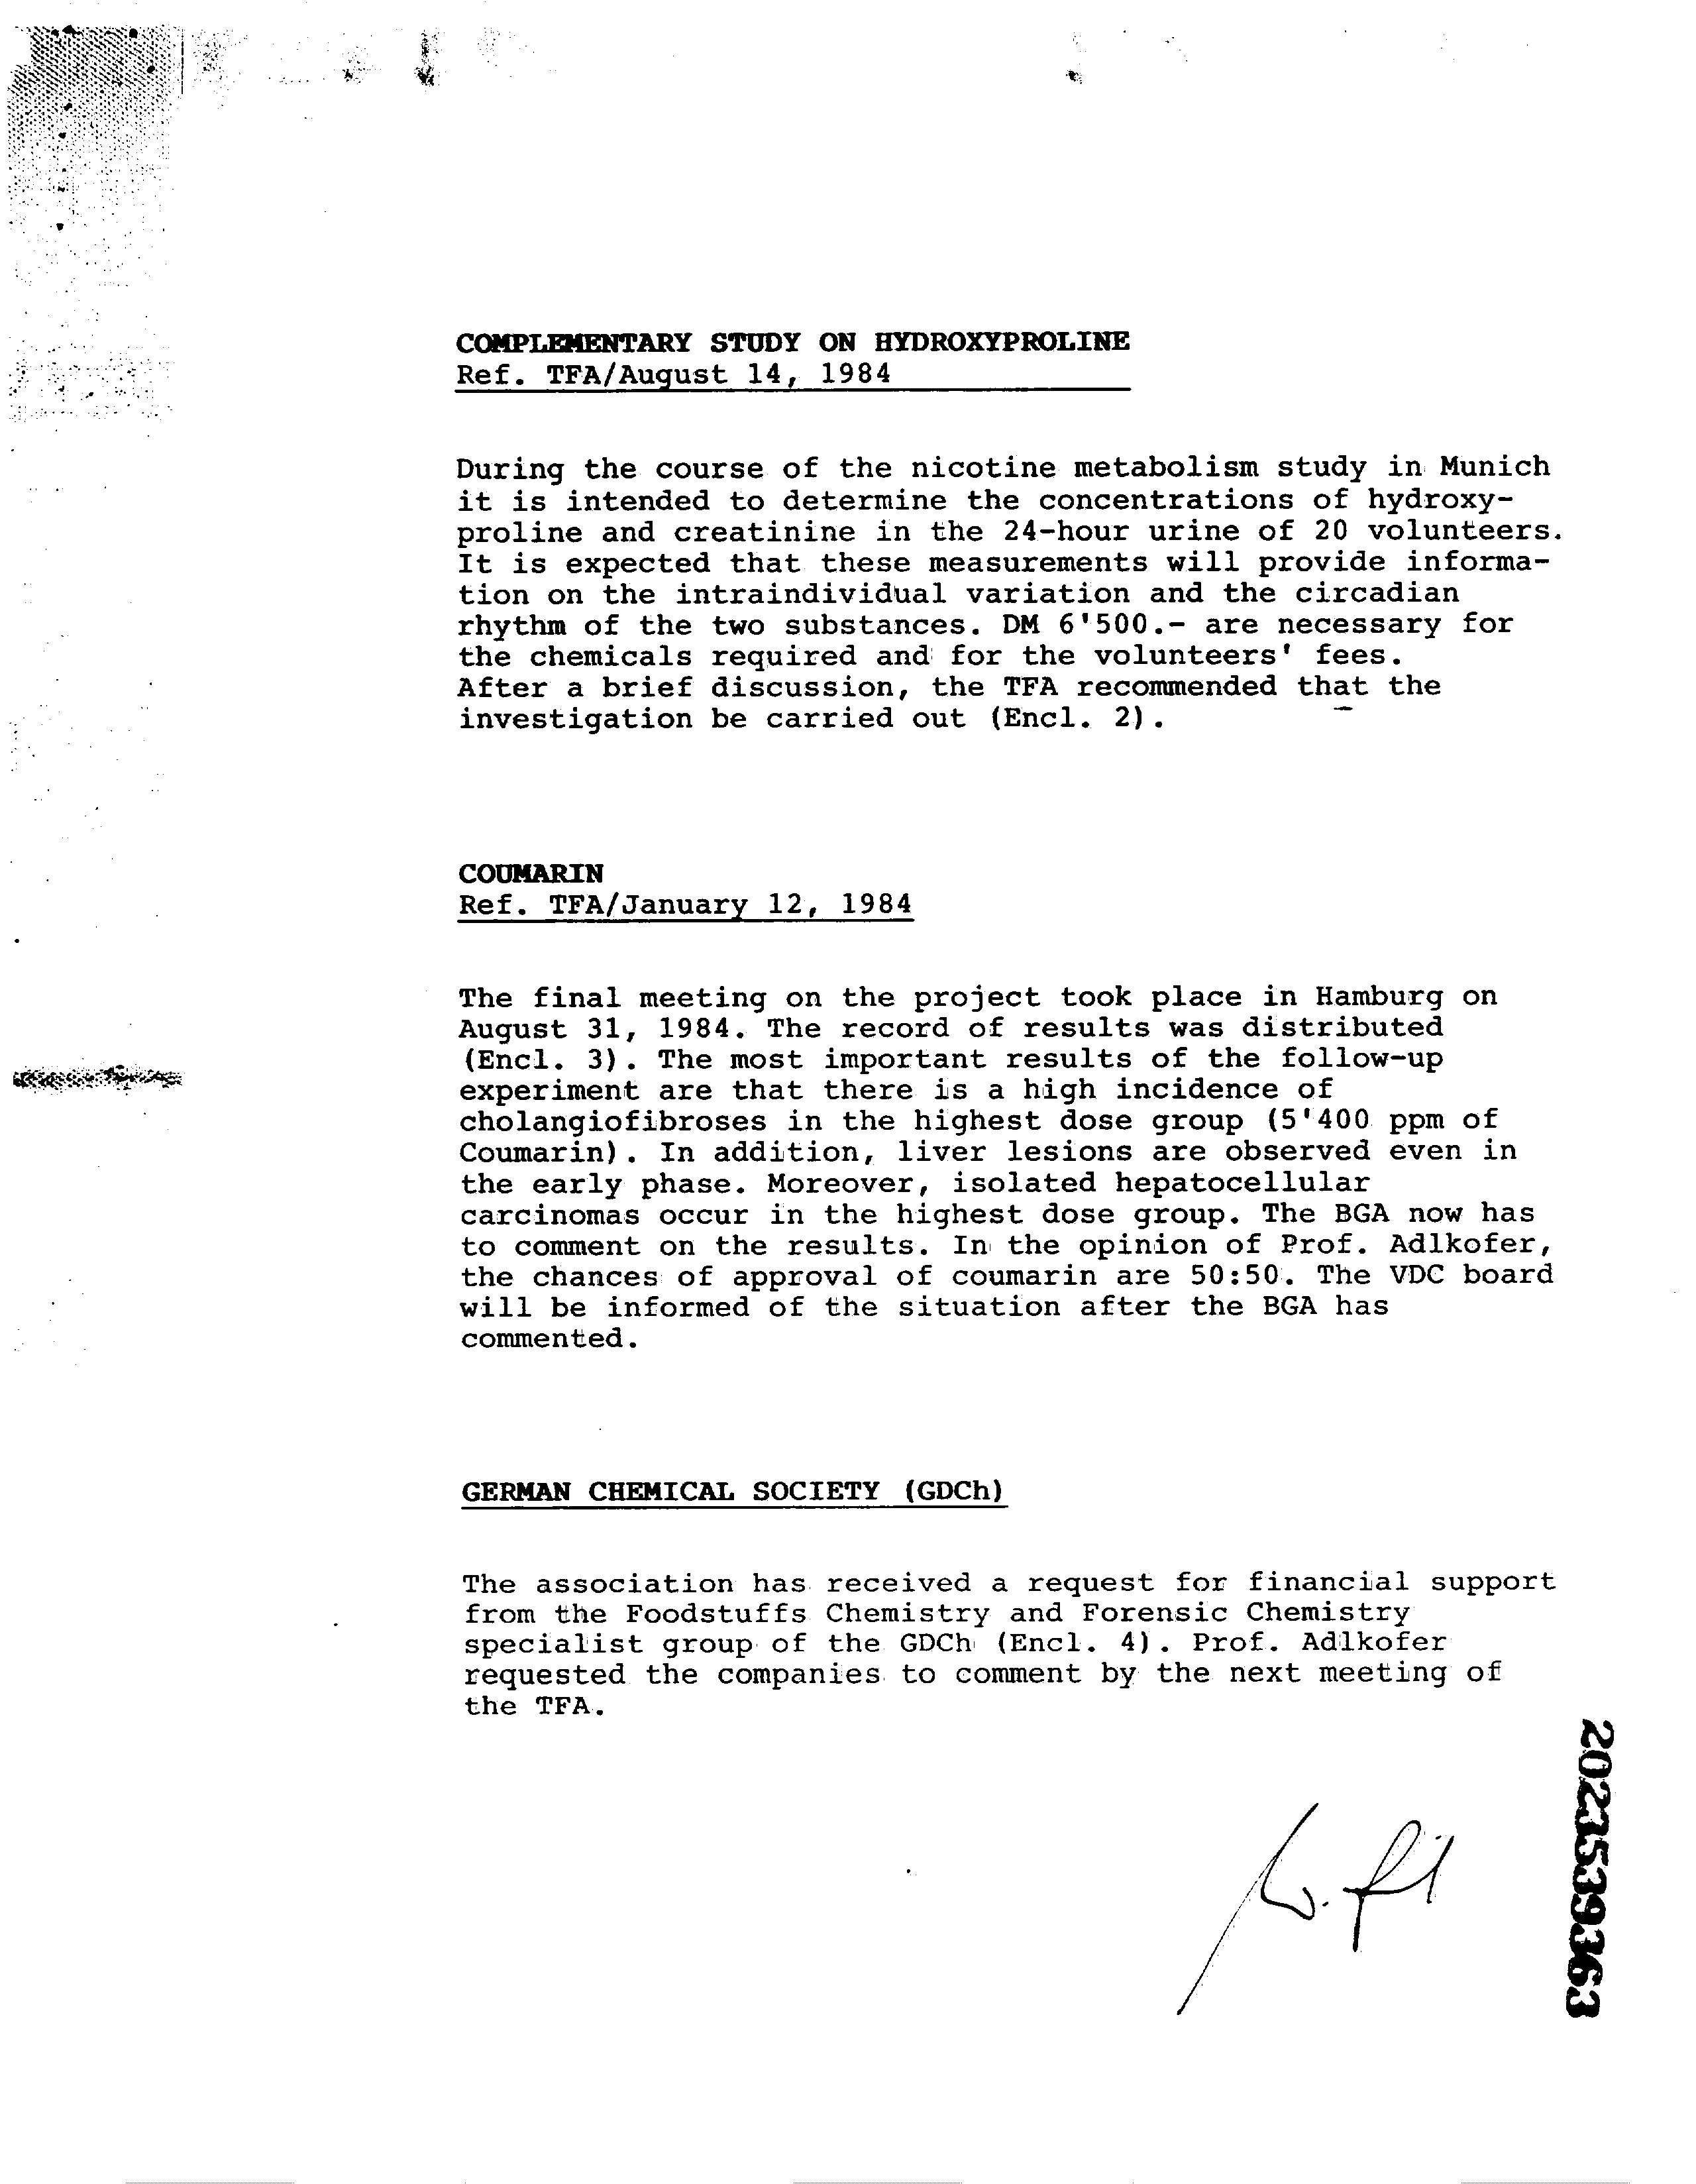 COMPLEMENTARY STUDY ON HYDROXYPROLINE
Ref. TFA/August 14, 1984
During the course of the nicotine metabolism study in Munich
it is intended to determine the concentrations of hydroxy-
proline and creatinine in the 24-hour urine of 20 volunteers.
It is expected that these measurements will provide informa-
tion on the intraindividual variation and the circadian
rhythm of the two substances. DM 6'500.- are necessary for
the chemicals required and for the volunteers' fees.
After a brief discussion, the TFA recommended that the
investigation be carried out (Encl. 2).
COUMARIN
Ref. TFA/January 12, 1984
The final meeting on the project took place in Hamburg on
August 31, 1984. The record of results was distributed
(Encl. 3). The most important results of the follow-up
experiment are that there is a high incidence of
cholangiofibroses in the highest dose group (5'400 ppm of
Coumarin). In addition, liver lesions are observed even in
the early phase. Moreover, isolated hepatocellular
carcinomas occur in the highest dose group. The BGA now has
to comment on the results. In the opinion of Prof. Adlkofer,
the chances of approval of coumarin are 50:50. The VDC board
will be informed of the situation after the BGA has
commented.
GERMAN CHEMICAL SOCIETY (GDCh)
The association has received a request for financial support
from the Foodstuffs Chemistry and Forensic Chemistry
specialist group of the GDCh (Encl. 4). Prof. Adlkofer
requested the companies to comment by the next meeting of
the TFA.
2021539363